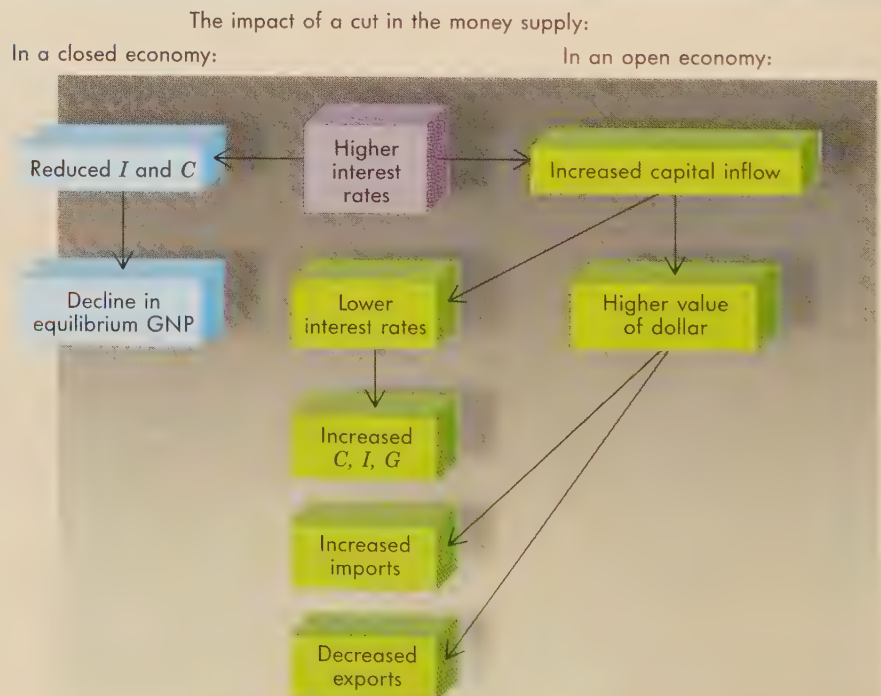 The impact of a cut in the money supply:
In a closed economy:
In an open economy:
Reduced I and C
Higher
interest
rates
Increased capital inflow
Decline in
equilibrium GNP
Lower
interest rates
Higher value
of dollar
Increased
C, I, G
Increased
imports
Decreased
exports